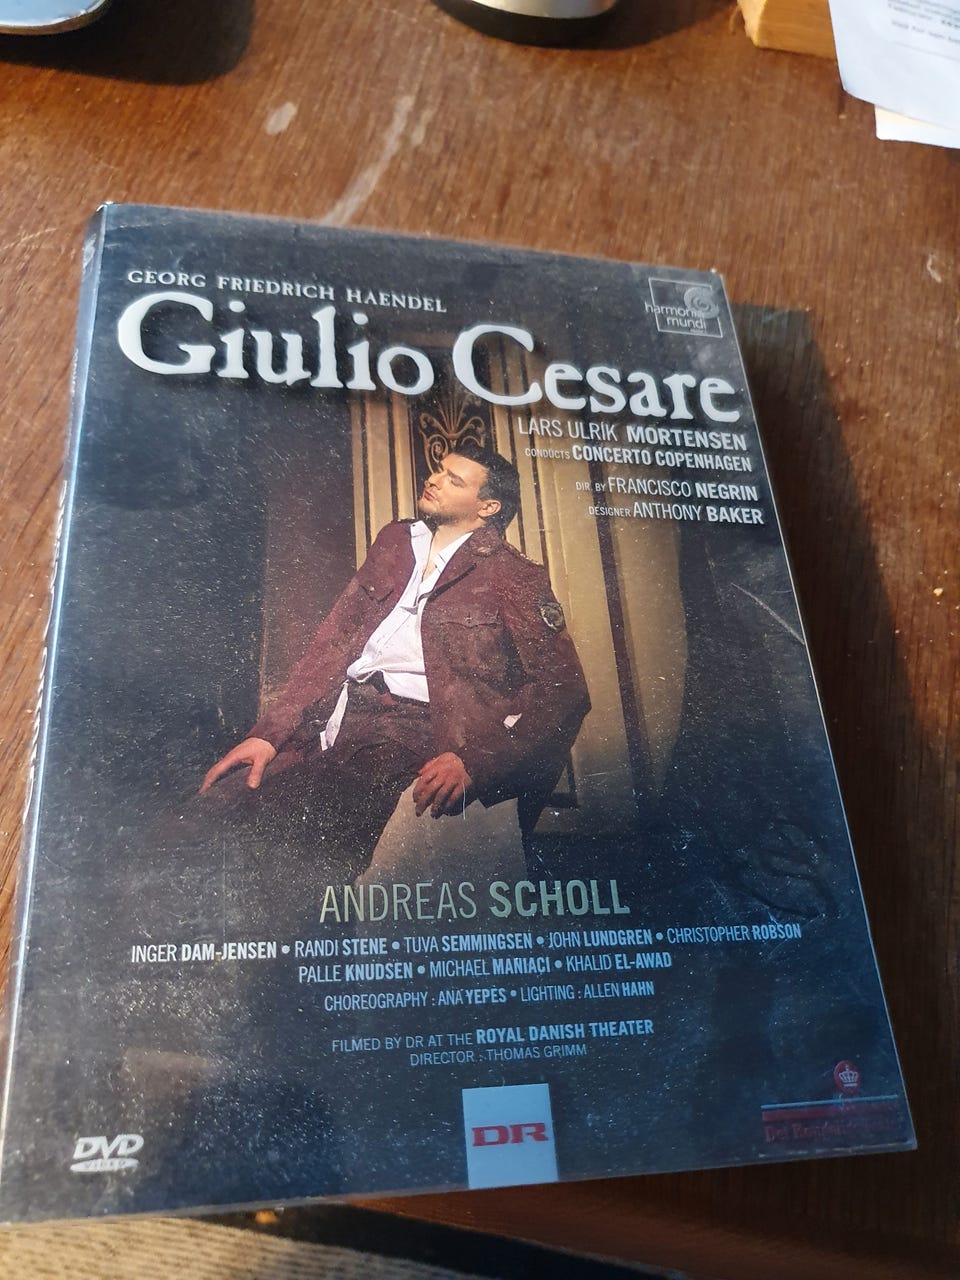 GEORG FRIEDRICH HAENDEL
Giulio Cesare
harmonia
mundi
LARS ULRIK MORTENSEN
CONDUCTS CONCERTO COPENHAGEN
DIR. BY FRANCISCO NEGRIN
DESIGNER ANTHONY BAKER
ANDREAS SCHOLL
INGER DAM-JENSEN • RANDI STENE • TUVA SEMMINGSEN • JOHN LUNDGREN • CHRISTOPHER ROBSON
PALLE KNUDSEN • MICHAEL MANIACI • KHALID EL-AWAD
CHOREOGRAPHY : ANA YEPES • LIGHTING : ALLEN HAHN
FILMED BY DR AT THE ROYAL DANISH THEATER
DIRECTOR : THOMAS GRIMM
DVD
VIDEO
DR